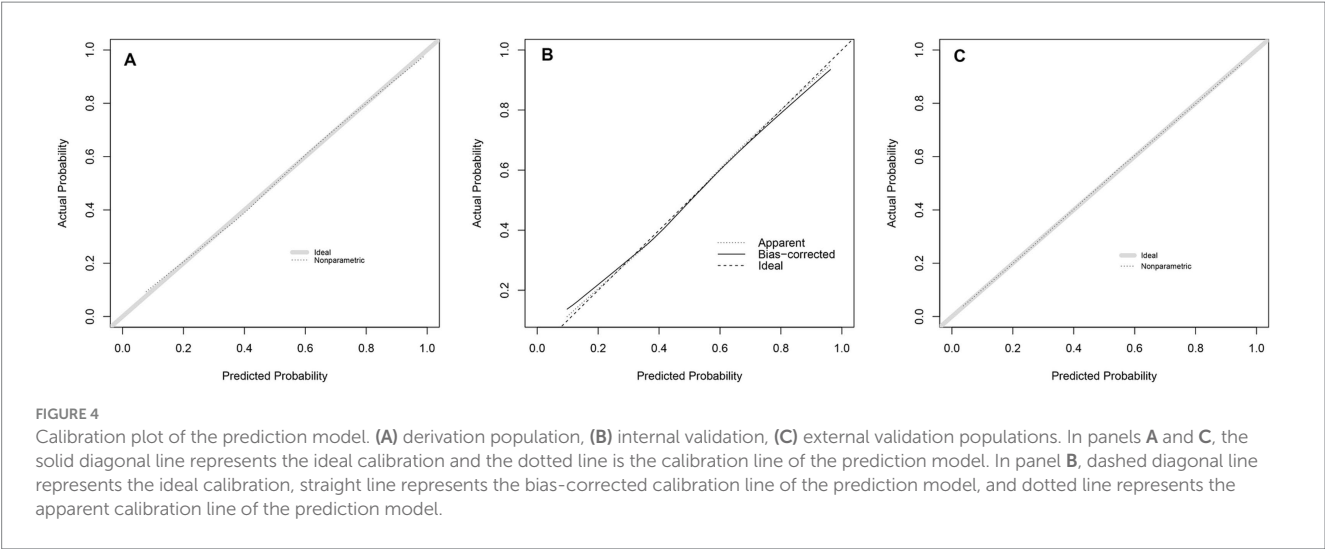 A
Actual Probability
1.0
0.8
0.6
0.4
0.2
0.0
Ideal
Nonparametric
0.0 0.2 0.4 0.6 0.8 1.0
Predicted Probability
B
Actual Probability
1.0
0.8
0.6
0.4
0.2
Apparent
Bias-corrected
Ideal
0.0 0.2 0.4 0.6 0.8 1.0
Predicted Probability
C
Actual Probability
1.0
0.8
0.6
0.4
0.2
0.0
Ideal
Nonparametric
0.0 0.2 0.4 0.6 0.8 1.0
Predicted Probability
FIGURE 4
Calibration plot of the prediction model. (A) derivation population, (B) internal validation, (C) external validation populations. In panels A and C, the
solid diagonal line represents the ideal calibration and the dotted line is the calibration line of the prediction model. In panel B, dashed diagonal line
represents the ideal calibration, straight line represents the bias-corrected calibration line of the prediction model, and dotted line represents the
apparent calibration line of the prediction model.